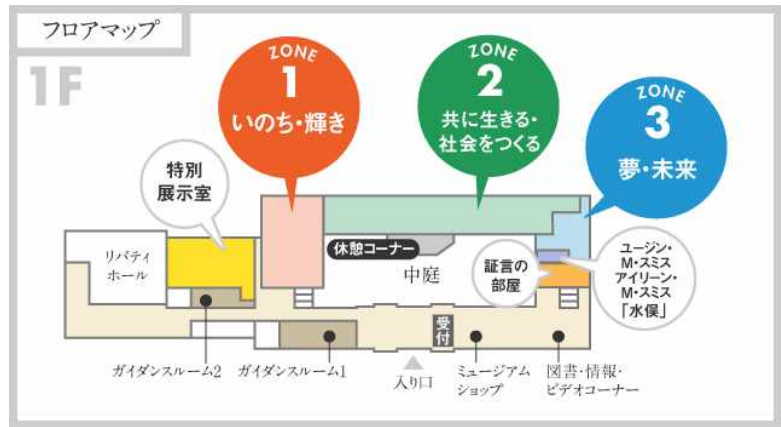 フロアマップ
1F
ZONE
1
いのち・輝き
ZONE
2
共に生きる・
社会をつくる
ZONE
3
夢・未来
特別
展示室
リバティ
ホール
休憩コーナー
中庭
証言の
部屋
ユージン・
M・スミス
アイリーン・
M・スミス
「水俣」
受付
ガイダンスルーム2
ガイダンスルーム1
入り口
ミュージアム
ショップ
図書・情報・
ビデオコーナー